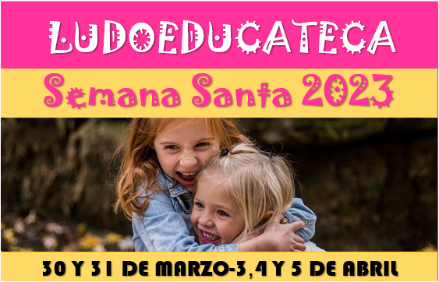 LUDOEDUCATECA
Semana Santa 2023
30 Y 31 DE MARZO-3,4 Y 5 DE ABRIL